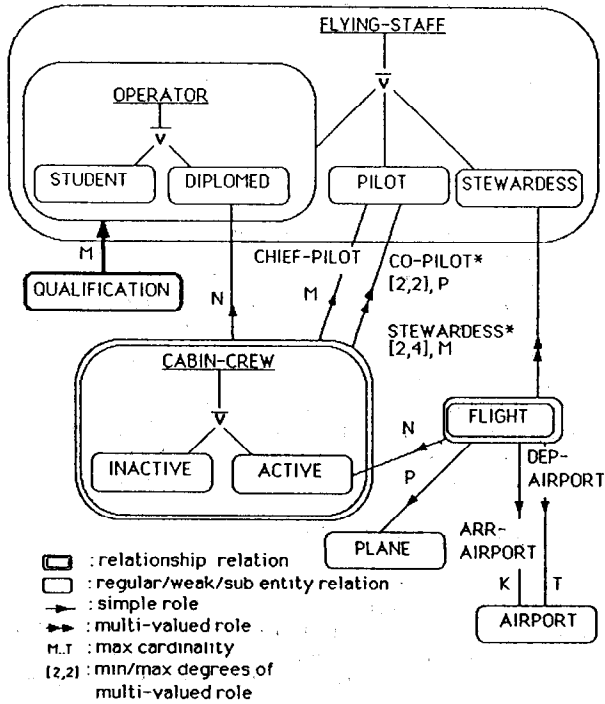 FLYING-STAFF
V
OPERATOR
V
STUDENT
DIPLOMED
PILOT
STEWARDESS
M
QUALIFICATION
N
CHIEF-PILOT
M
CO-PILOT*
[2,2], P
STEWARDESS*
[2,4], M
CABIN-CREW
V
INACTIVE
ACTIVE
N
P
FLIGHT
DEP-
AIRPORT
ARR-
AIRPORT
PLANE
K
T
AIRPORT
: relationship relation
: regular/weak/sub entity relation
: simple role
: multi-valued role
M..T : max cardinality
[2,2] : min/max degrees of
multi-valued role